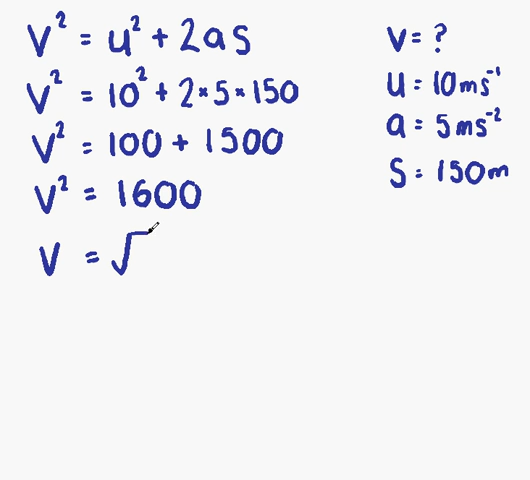 v² = u² + 2as
v² = 10² + 2×5×150
v² = 100 + 1500
v² = 1600
v = √
v = ?
u = 10ms⁻¹
a = 5ms⁻²
s = 150m